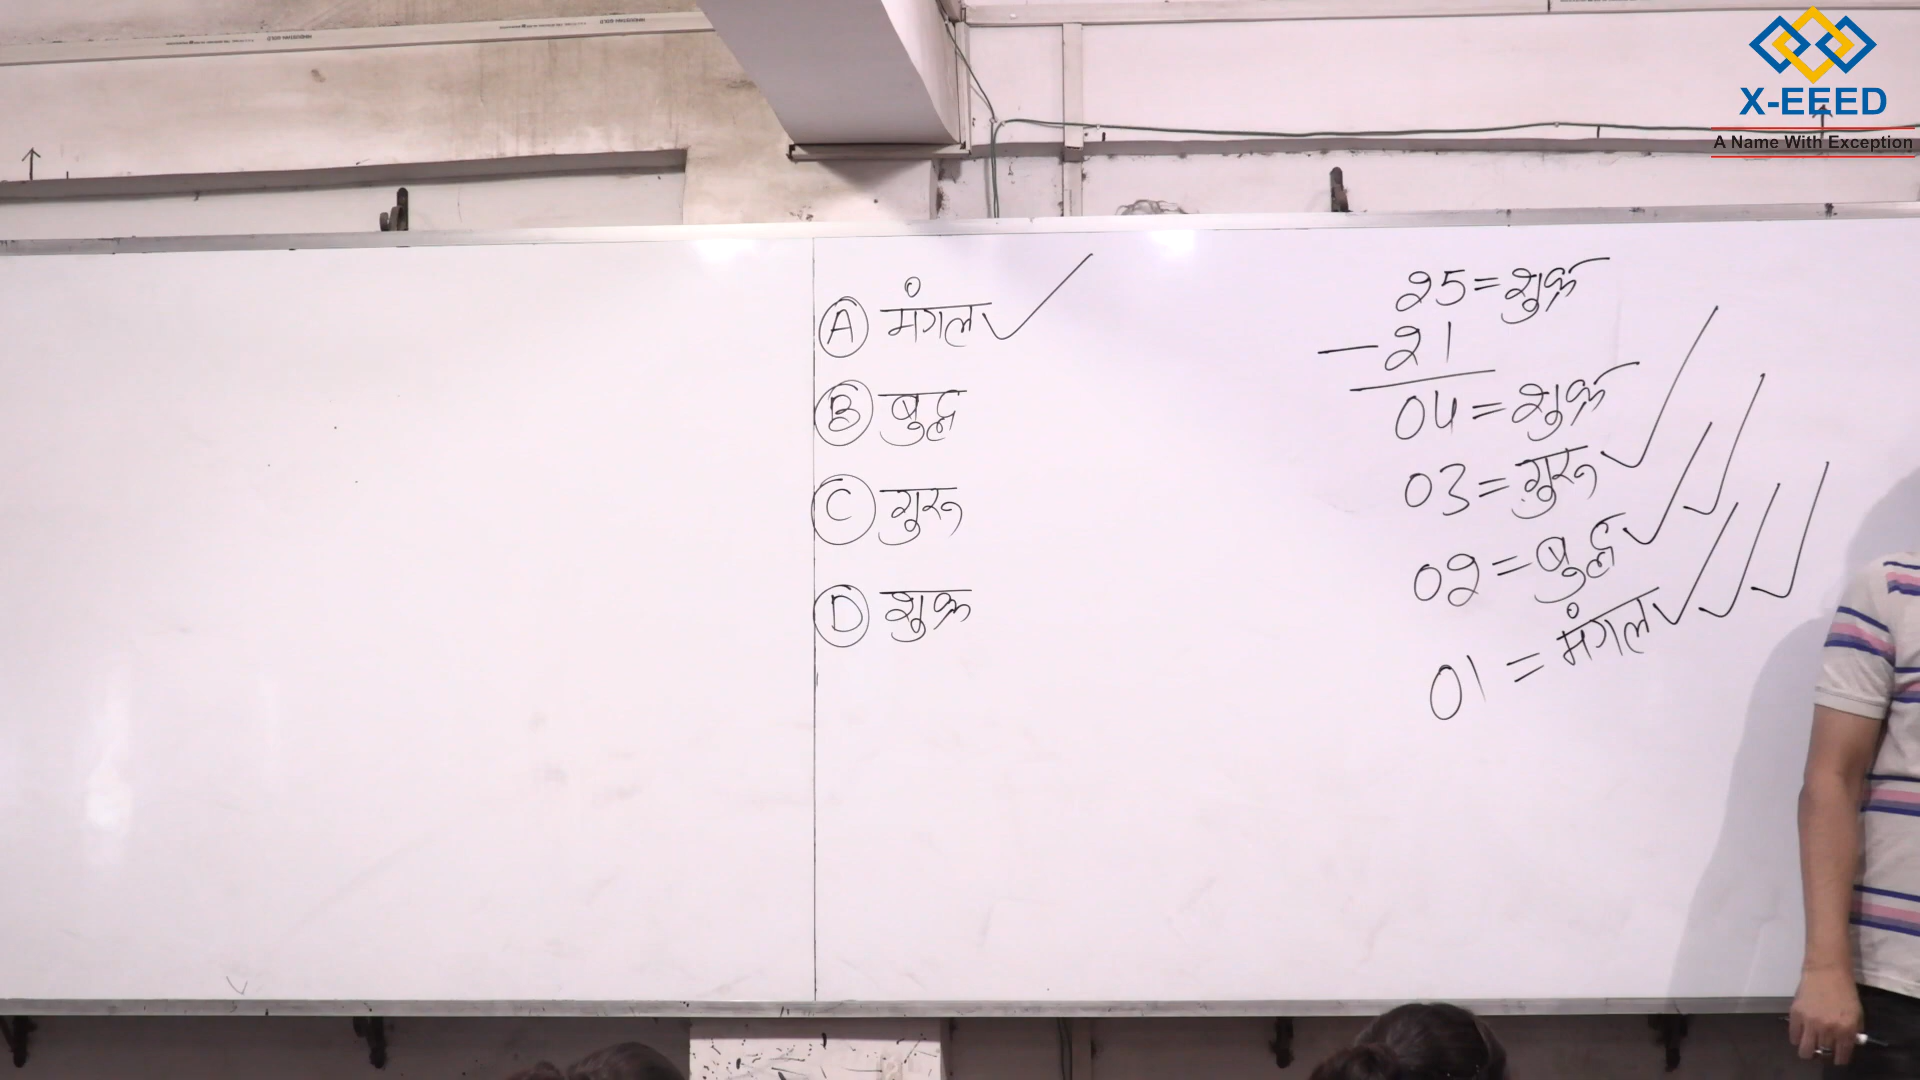 X-EEED
A Name With Exception
A मंगल
B बुद्ध
C गुरू
D शुक्र
25 = शुक्र
- 21
04 = शुक्र
03 = गुरू
02 = बुद्ध
01 = मंगल